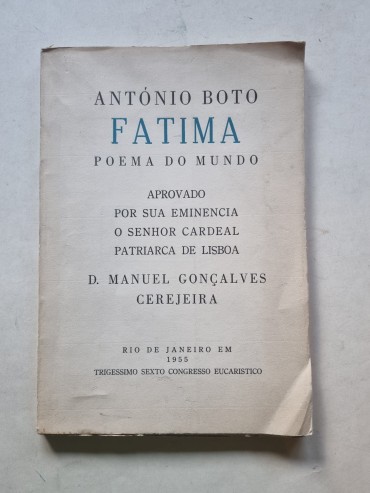 ANTÓNIO BOTO
FATIMA
POEMA DO MUNDO
APROVADO
POR SUA EMINENCIA
O SENHOR CARDEAL
PATRIARCA DE LISBOA
D. MANUEL GONÇALVES
CEREJEIRA
RIO DE JANEIRO EM
1955
TRIGESSIMO SEXTO CONGRESSO EUCARISTICO